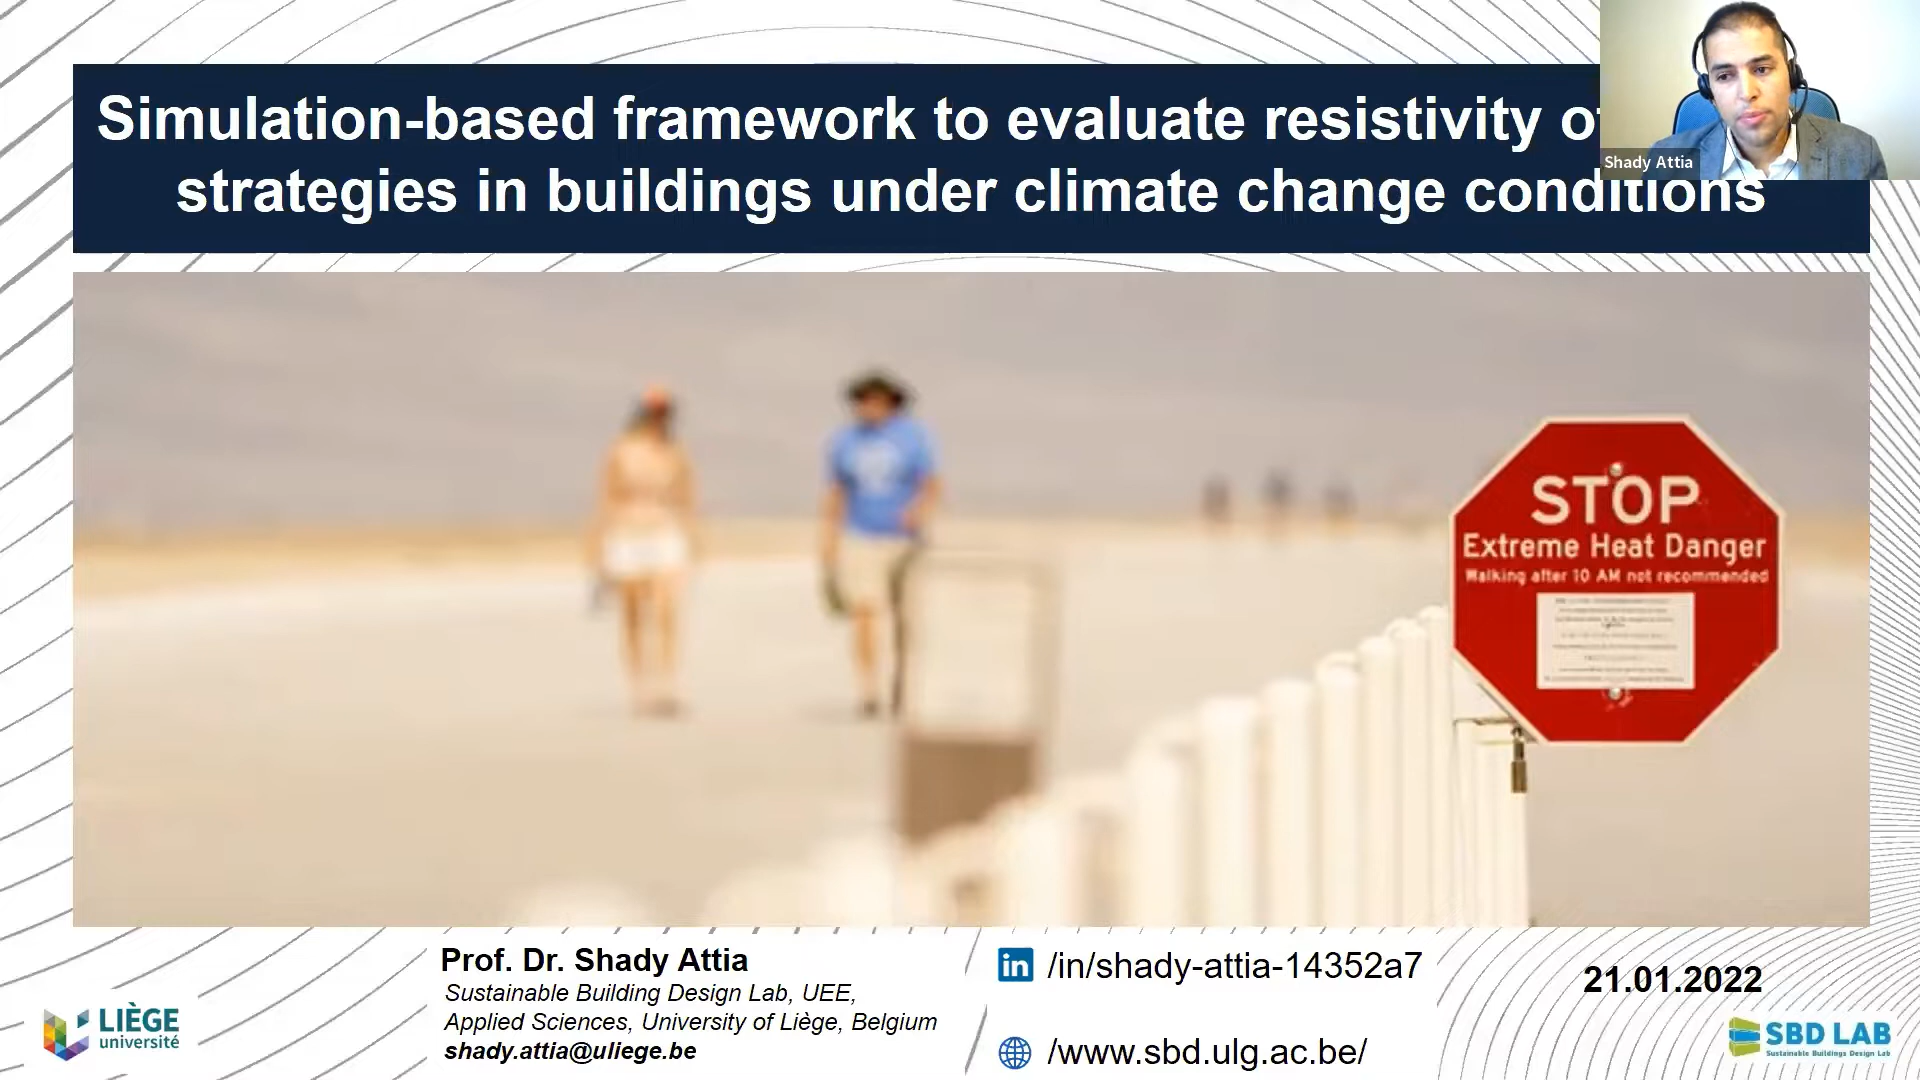 Simulation-based framework to evaluate resistivity of
strategies in buildings under climate change conditions
Shady Attia
STOP
Extreme Heat Danger
Walking after 10 AM not recommended
Prof. Dr. Shady Attia
Sustainable Building Design Lab, UEE,
Applied Sciences, University of Liège, Belgium
shady.attia@uliege.be
in /in/shady-attia-14352a7
/www.sbd.ulg.ac.be/
21.01.2022
LIÈGE
université
SBD LAB
Sustainable Buildings Design Lab